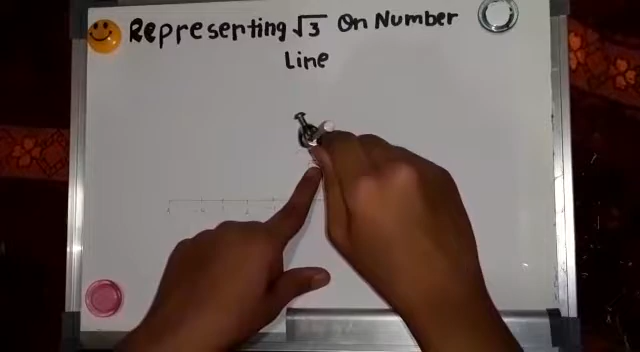 Representing √3 On Number
Line